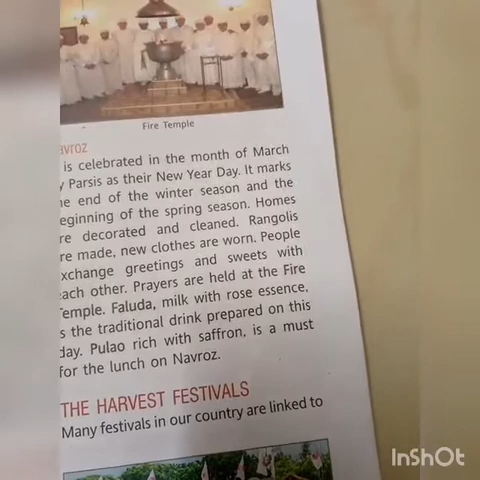 Fire Temple
avroz
is celebrated in the month of March
y Parsis as their New Year Day. It marks
he end of the winter season and the
eginning of the spring season. Homes
re decorated and cleaned. Rangolis
re made, new clothes are worn. People
xchange greetings and sweets with
each other. Prayers are held at the Fire
Temple. Faluda, milk with rose essence,
s the traditional drink prepared on this
day. Pulao rich with saffron, is a must
for the lunch on Navroz.
THE HARVEST FESTIVALS
Many festivals in our country are linked to
InShOt